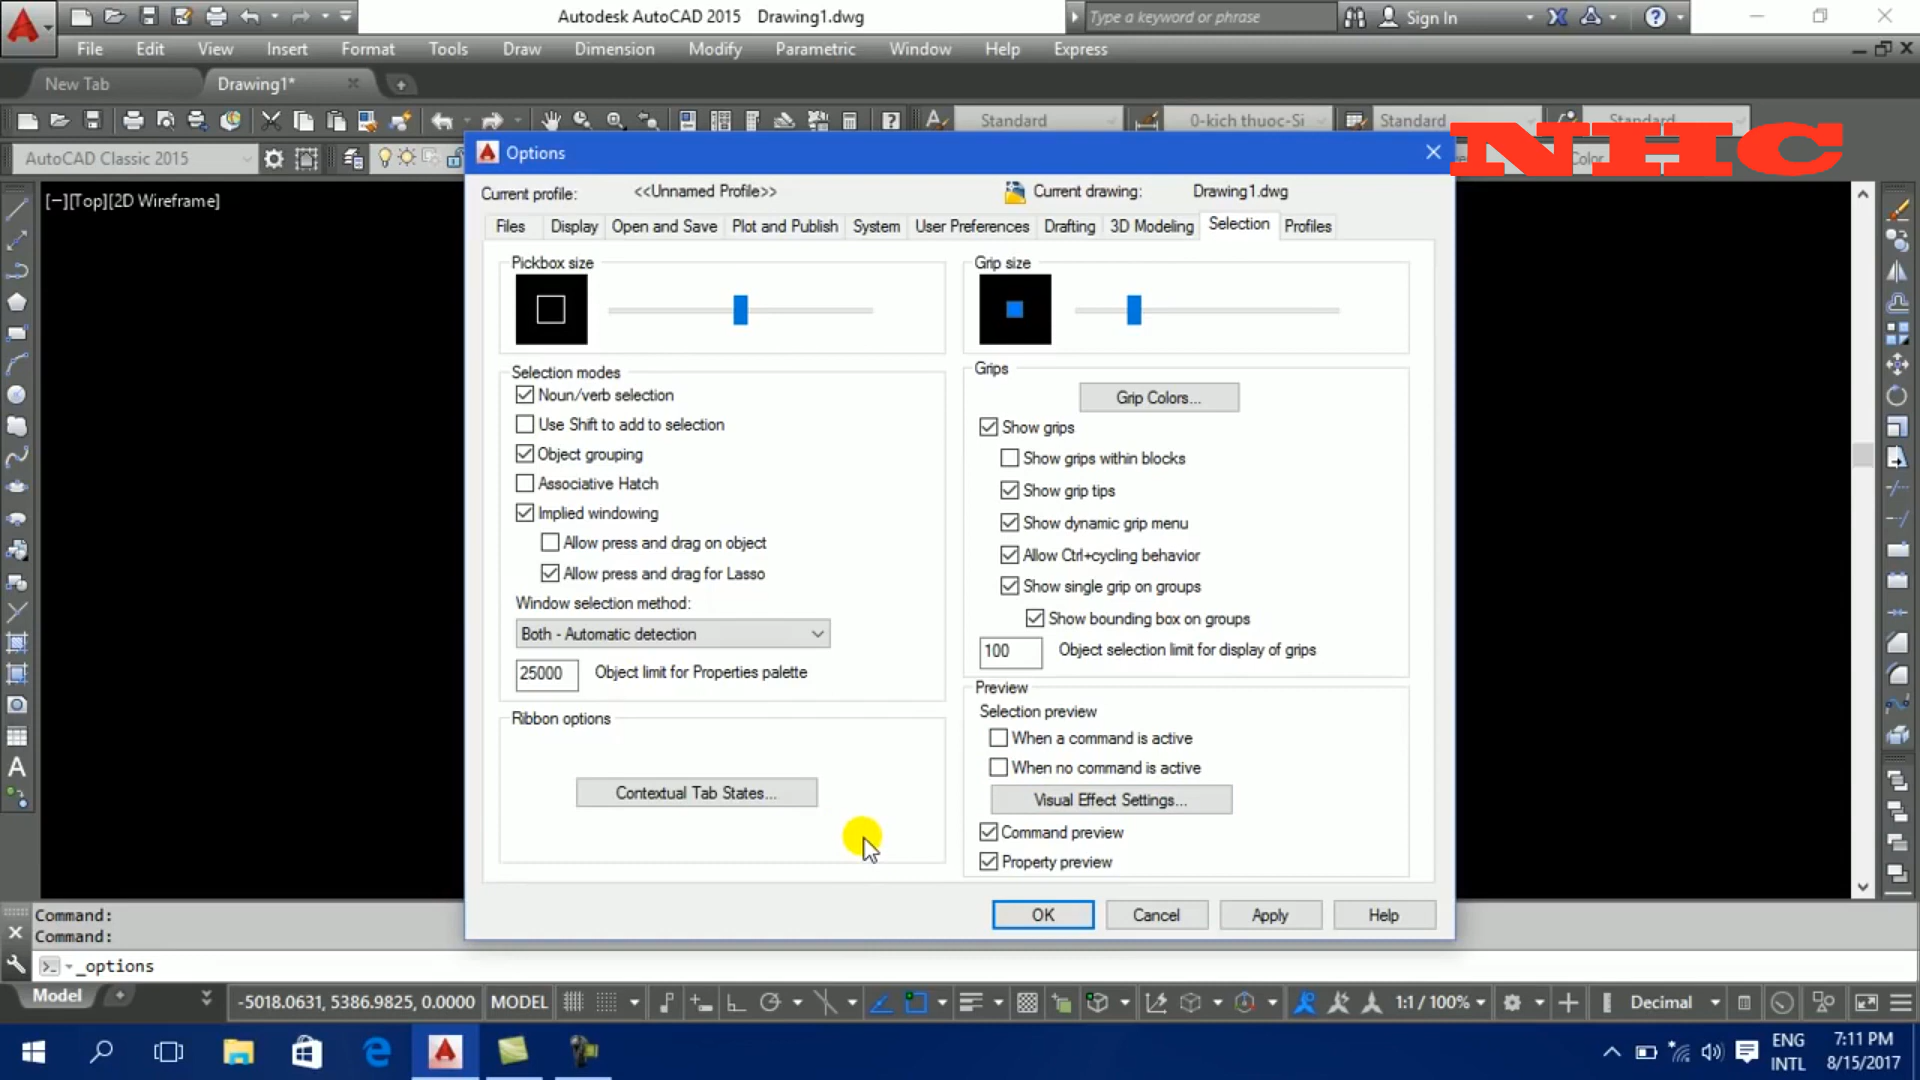 Autodesk AutoCAD 2015 Drawing1.dwg
Type a keyword or phrase
Sign In
File Edit View Insert Format Tools Draw Dimension Modify Parametric Window Help Express
New Tab Drawing1*
Standard 0-kich thuoc-Si Standard Standard
AutoCAD Classic 2015
Color
NHC
[−][Top][2D Wireframe]
Options
Current profile: <<Unnamed Profile>> Current drawing: Drawing1.dwg
Files Display Open and Save Plot and Publish System User Preferences Drafting 3D Modeling Selection Profiles
Pickbox size
Selection modes
Noun/verb selection
Use Shift to add to selection
Object grouping
Associative Hatch
Implied windowing
Allow press and drag on object
Allow press and drag for Lasso
Window selection method:
Both - Automatic detection
25000 Object limit for Properties palette
Ribbon options
Contextual Tab States...
Grip size
Grips
Grip Colors...
Show grips
Show grips within blocks
Show grip tips
Show dynamic grip menu
Allow Ctrl+cycling behavior
Show single grip on groups
Show bounding box on groups
100 Object selection limit for display of grips
Preview
Selection preview
When a command is active
When no command is active
Visual Effect Settings...
Command preview
Property preview
OK Cancel Apply Help
Command:
Command:
_options
Model
-5018.0631, 5386.9825, 0.0000 MODEL 1:1 / 100% Decimal
ENG
INTL
7:11 PM
8/15/2017